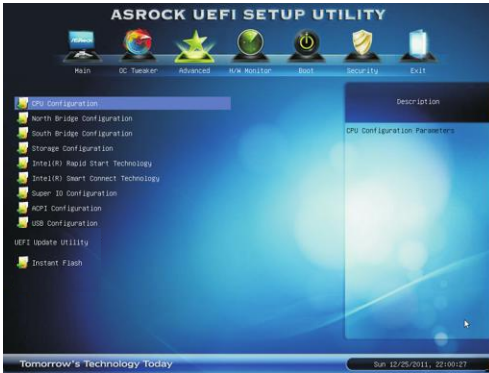 ASROCK UEFI SETUP UTILITY
Main OC Tweaker Advanced H/W Monitor Boot Security Exit
CPU Configuration
North Bridge Configuration
South Bridge Configuration
Storage Configuration
Intel(R) Rapid Start Technology
Intel(R) Smart Connect Technology
Super IO Configuration
ACPI Configuration
USB Configuration
UEFI Update Utility
Instant Flash
Description
CPU Configuration Parameters
Tomorrow's Technology Today
Sun 12/25/2011, 22:00:27